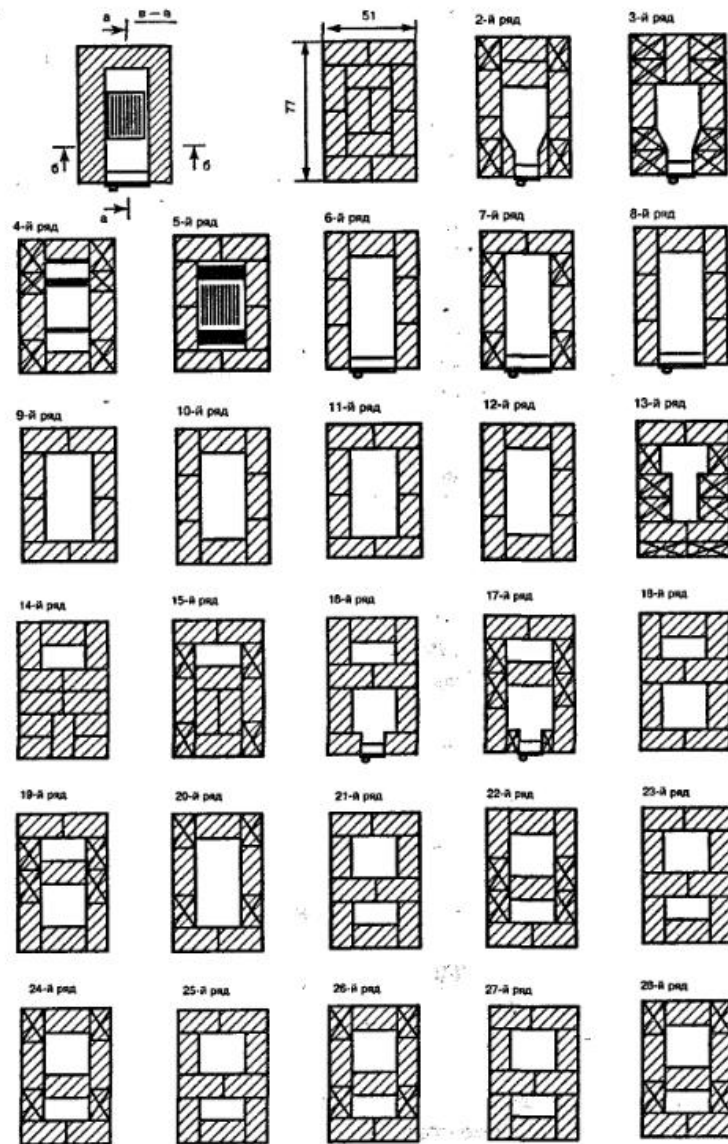 а в – в
51
2-й ряд
3-й ряд
77
б б
а
4-й ряд
5-й ряд
6-й ряд
7-й ряд
8-й ряд
9-й ряд
10-й ряд
11-й ряд
12-й ряд
13-й ряд
14-й ряд
15-й ряд
16-й ряд
17-й ряд
18-й ряд
19-й ряд
20-й ряд
21-й ряд
22-й ряд
23-й ряд
24-й ряд
25-й ряд
26-й ряд
27-й ряд
28-й ряд